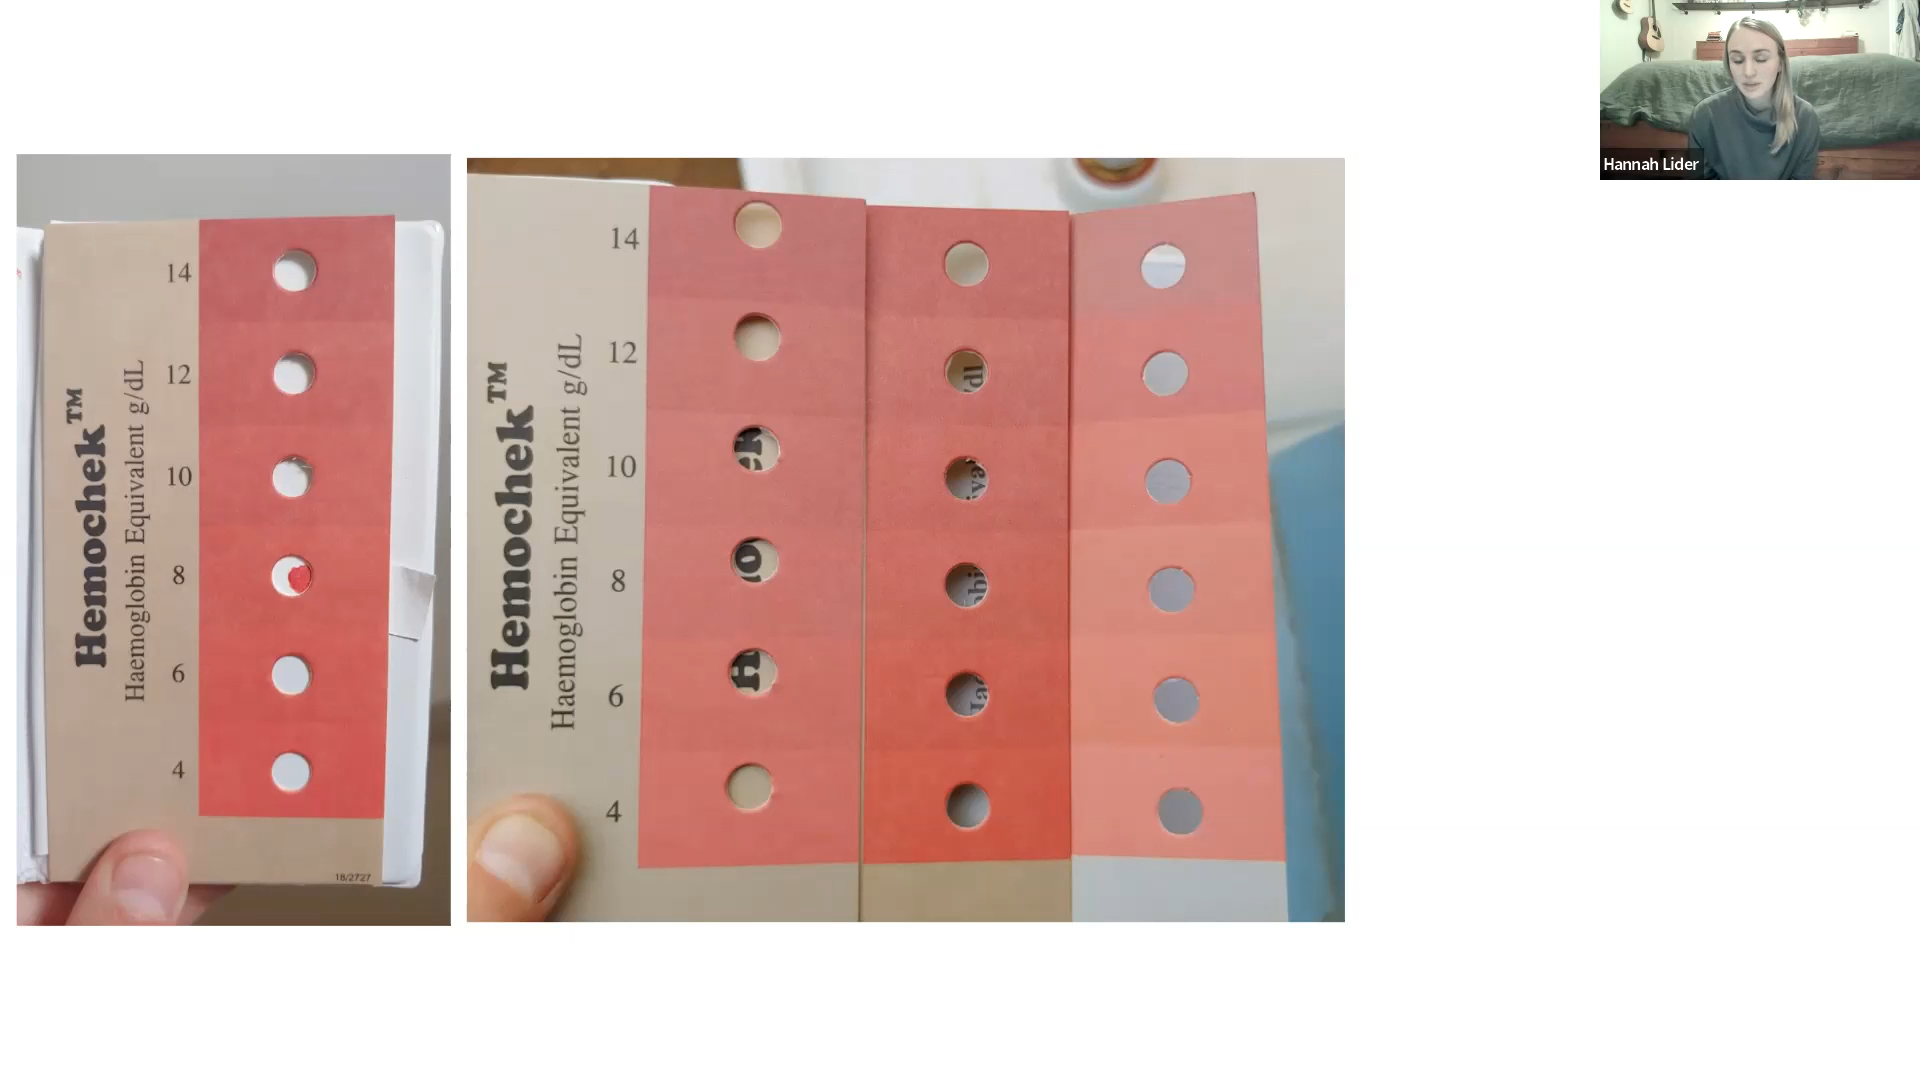 Hemochek™
Haemoglobin Equivalent g/dL
14
12
10
8
6
4
18/2727
Hemochek™
Haemoglobin Equivalent g/dL
14
12
10
8
6
4
Hannah Lider